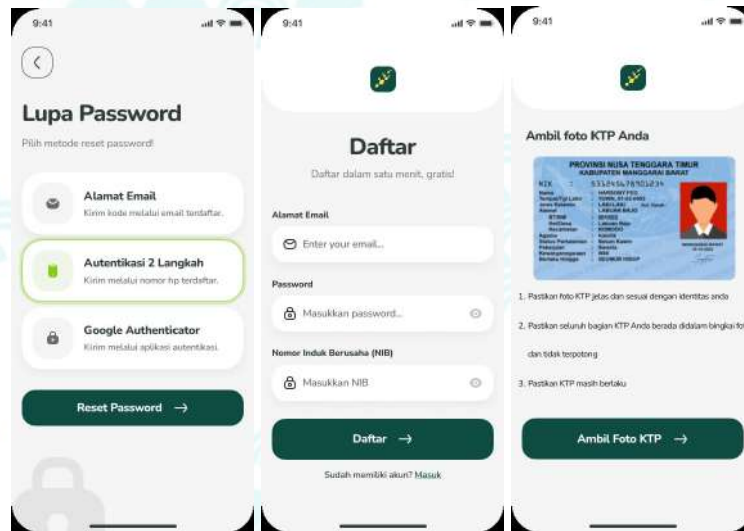 9:41
Lupa Password
Pilih metode reset password!
Alamat Email
Kirim kode melalui email terdaftar.
Autentikasi 2 Langkah
Kirim melalui nomor hp terdaftar.
Google Authenticator
Kirim melalui aplikasi autentikasi.
Reset Password →
9:41
Daftar
Daftar dalam satu menit, gratis!
Alamat Email
Enter your email...
Password
Masukkan password...
Nomor Induk Berusaha (NIB)
Masukkan NIB
Daftar →
Sudah memiliki akun? Masuk
9:41
Ambil foto KTP Anda
PROVINSI NUSA TENGGARA TIMUR
KABUPATEN MANGGARAI BARAT
NIK :
Nama
Alamat
Agama
1. Pastikan foto KTP jelas dan sesuai dengan identitas anda
2. Pastikan seluruh bagian KTP Anda berada didalam bingkai fot
dan tidak terpotong
3. Pastikan KTP masih berlaku
Ambil Foto KTP →